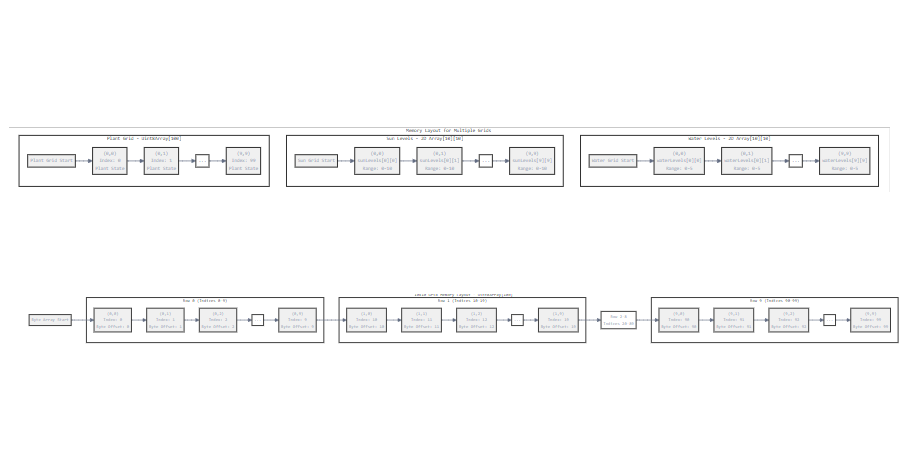 Memory Layout for Multiple Grids
Plant Grid - Uint8Array[100]
Plant Grid Start
(0,0)
Index: 0
Plant State
(0,1)
Index: 1
Plant State
...
(9,9)
Index: 99
Plant State
Sun Levels - 2D Array[10][10]
Sun Grid Start
(0,0)
sunLevels[0][0]
Range: 0-50
(0,1)
sunLevels[0][1]
Range: 0-50
...
(9,9)
sunLevels[9][9]
Range: 0-50
Water Levels - 2D Array[10][10]
Water Grid Start
(0,0)
waterLevels[0][0]
Range: 0-5
(0,1)
waterLevels[0][1]
Range: 0-5
...
(9,9)
waterLevels[9][9]
Range: 0-5
Row 0 (Indices 0-9)
Byte Array Start
(0,0)
Index: 0
Byte Offset: 0
(0,1)
Index: 1
Byte Offset: 1
(0,2)
Index: 2
Byte Offset: 2
(0,9)
Index: 9
Byte Offset: 9
Row 1 (Indices 10-19)
(1,0)
Index: 10
Byte Offset: 10
(1,1)
Index: 11
Byte Offset: 11
(1,2)
Index: 12
Byte Offset: 12
(1,9)
Index: 19
Byte Offset: 19
Row 2-8
Indices 20-89
Row 9 (Indices 90-99)
(9,0)
Index: 90
Byte Offset: 90
(9,1)
Index: 91
Byte Offset: 91
(9,2)
Index: 92
Byte Offset: 92
(9,9)
Index: 99
Byte Offset: 99